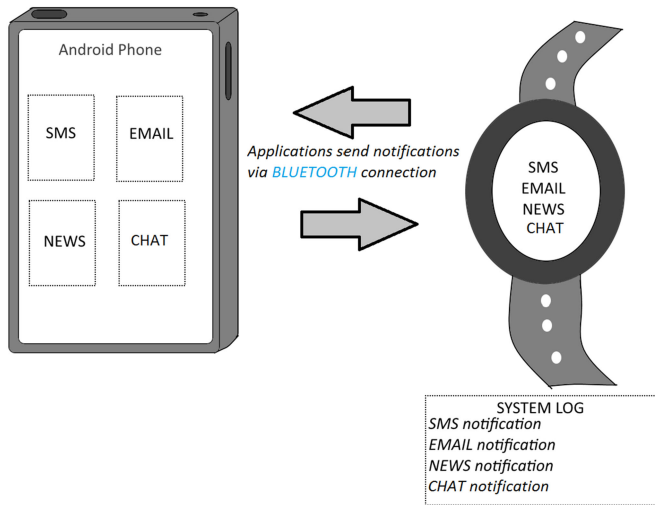 Android Phone
SMS
EMAIL
NEWS
CHAT
Applications send notifications
via BLUETOOTH connection
SMS
EMAIL
NEWS
CHAT
SYSTEM LOG
SMS notification
EMAIL notification
NEWS notification
CHAT notification